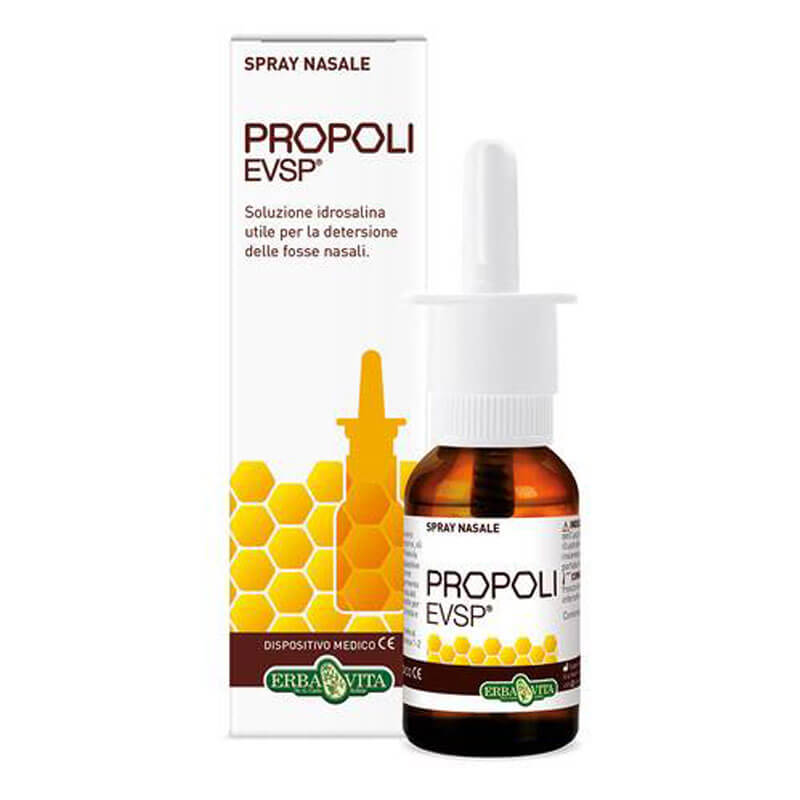 SPRAY NASALE
PROPOLI
EVSP®
Soluzione idrosalina
utile per la detersione
delle fosse nasali.
DISPOSITIVO MEDICO CE
ERBA VITA
SPRAY NASALE
PROPOLI
EVSP®
CE
ERBA VITA